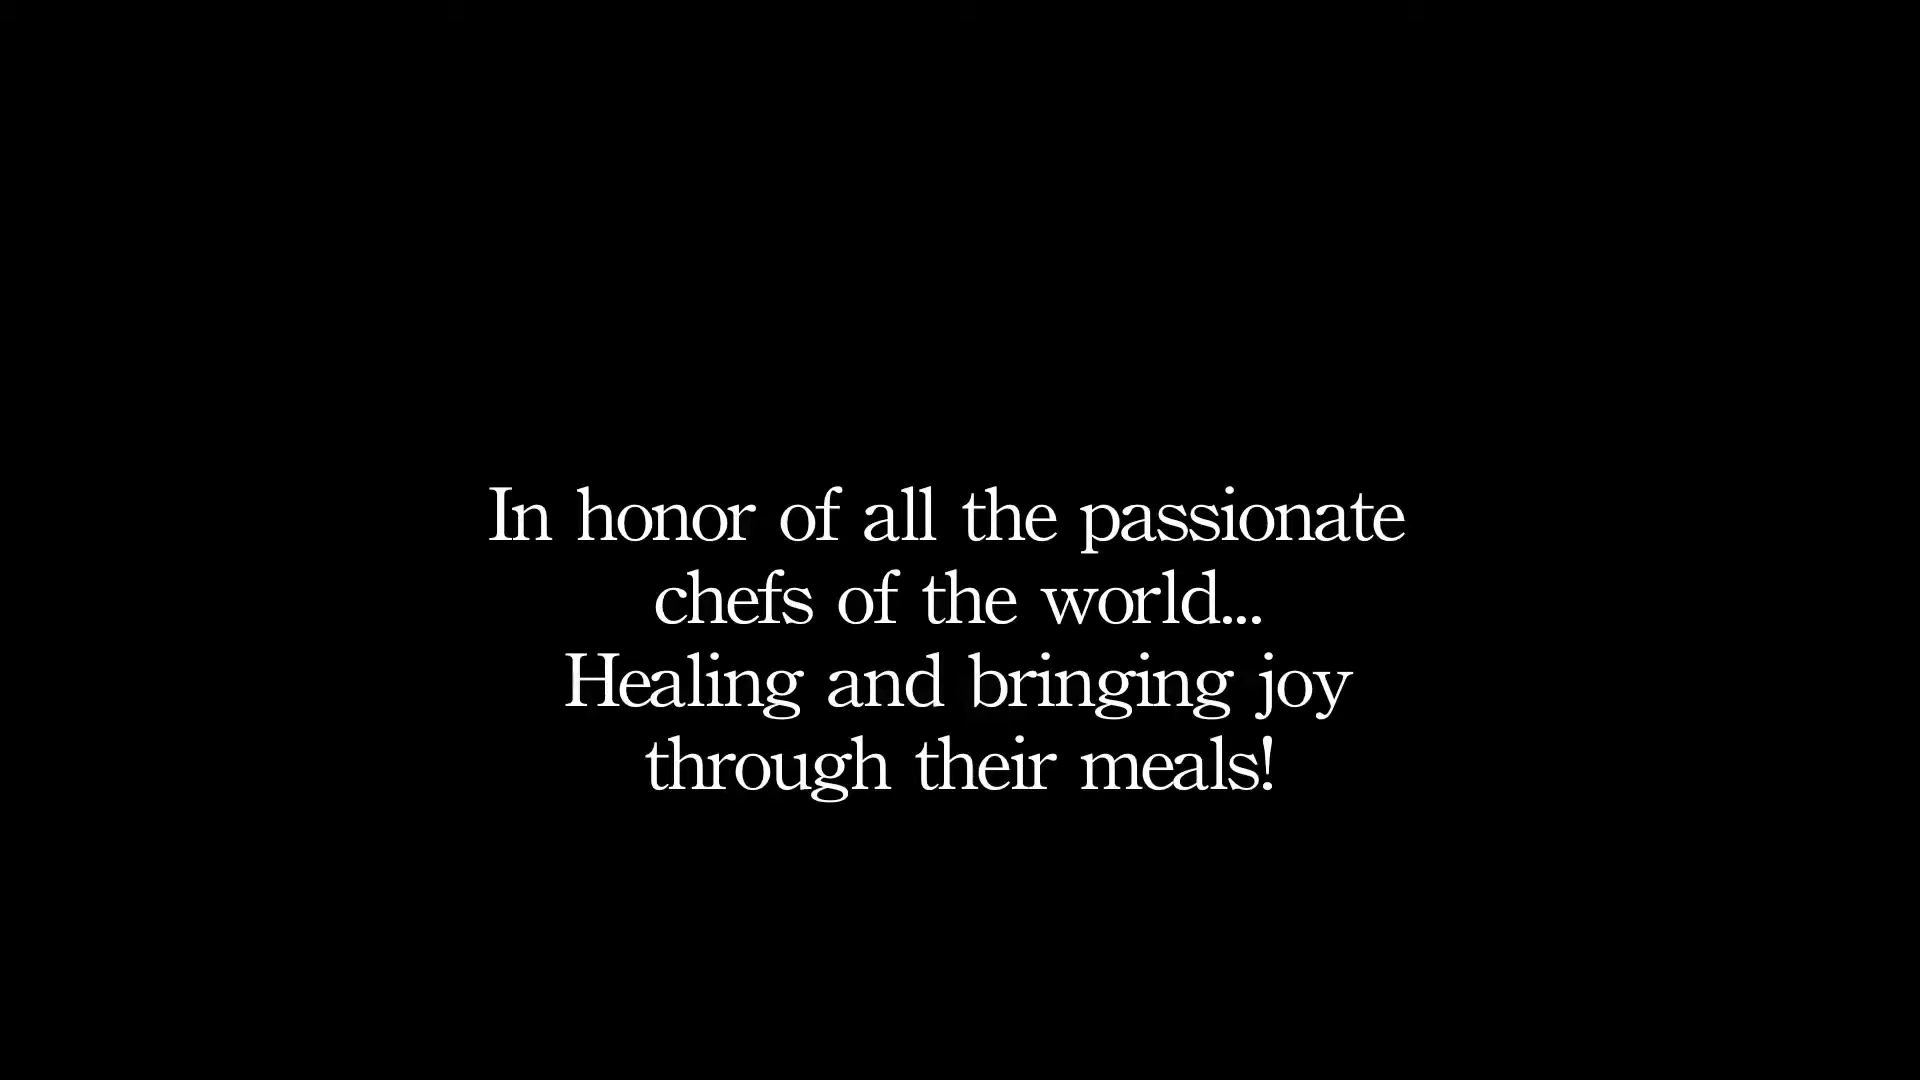 In honor of all the passionate
chefs of the world...
Healing and bringing joy
through their meals!